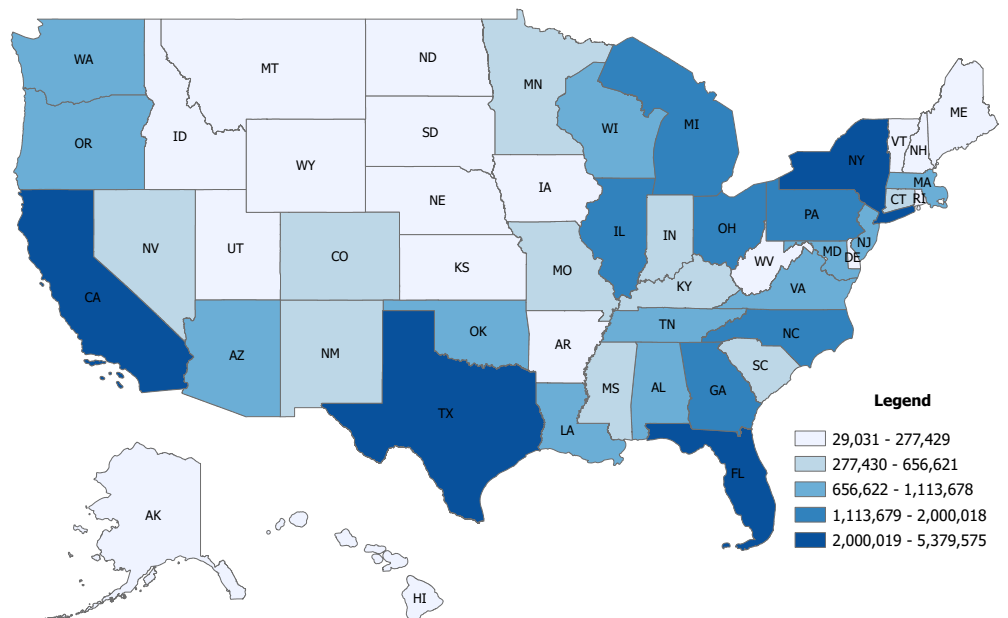 WA
MT
ND
MN
ME
OR
ID
SD
WI
MI
VT
NH
WY
NY
MA
CT
RI
IA
NE
PA
NV
UT
CO
KS
MO
IL
IN
OH
NJ
MD
DE
WV
KY
VA
CA
AZ
NM
OK
AR
TN
NC
MS
AL
GA
SC
TX
LA
FL
AK
HI
Legend
29,031 - 277,429
277,430 - 656,621
656,622 - 1,113,678
1,113,679 - 2,000,018
2,000,019 - 5,379,575